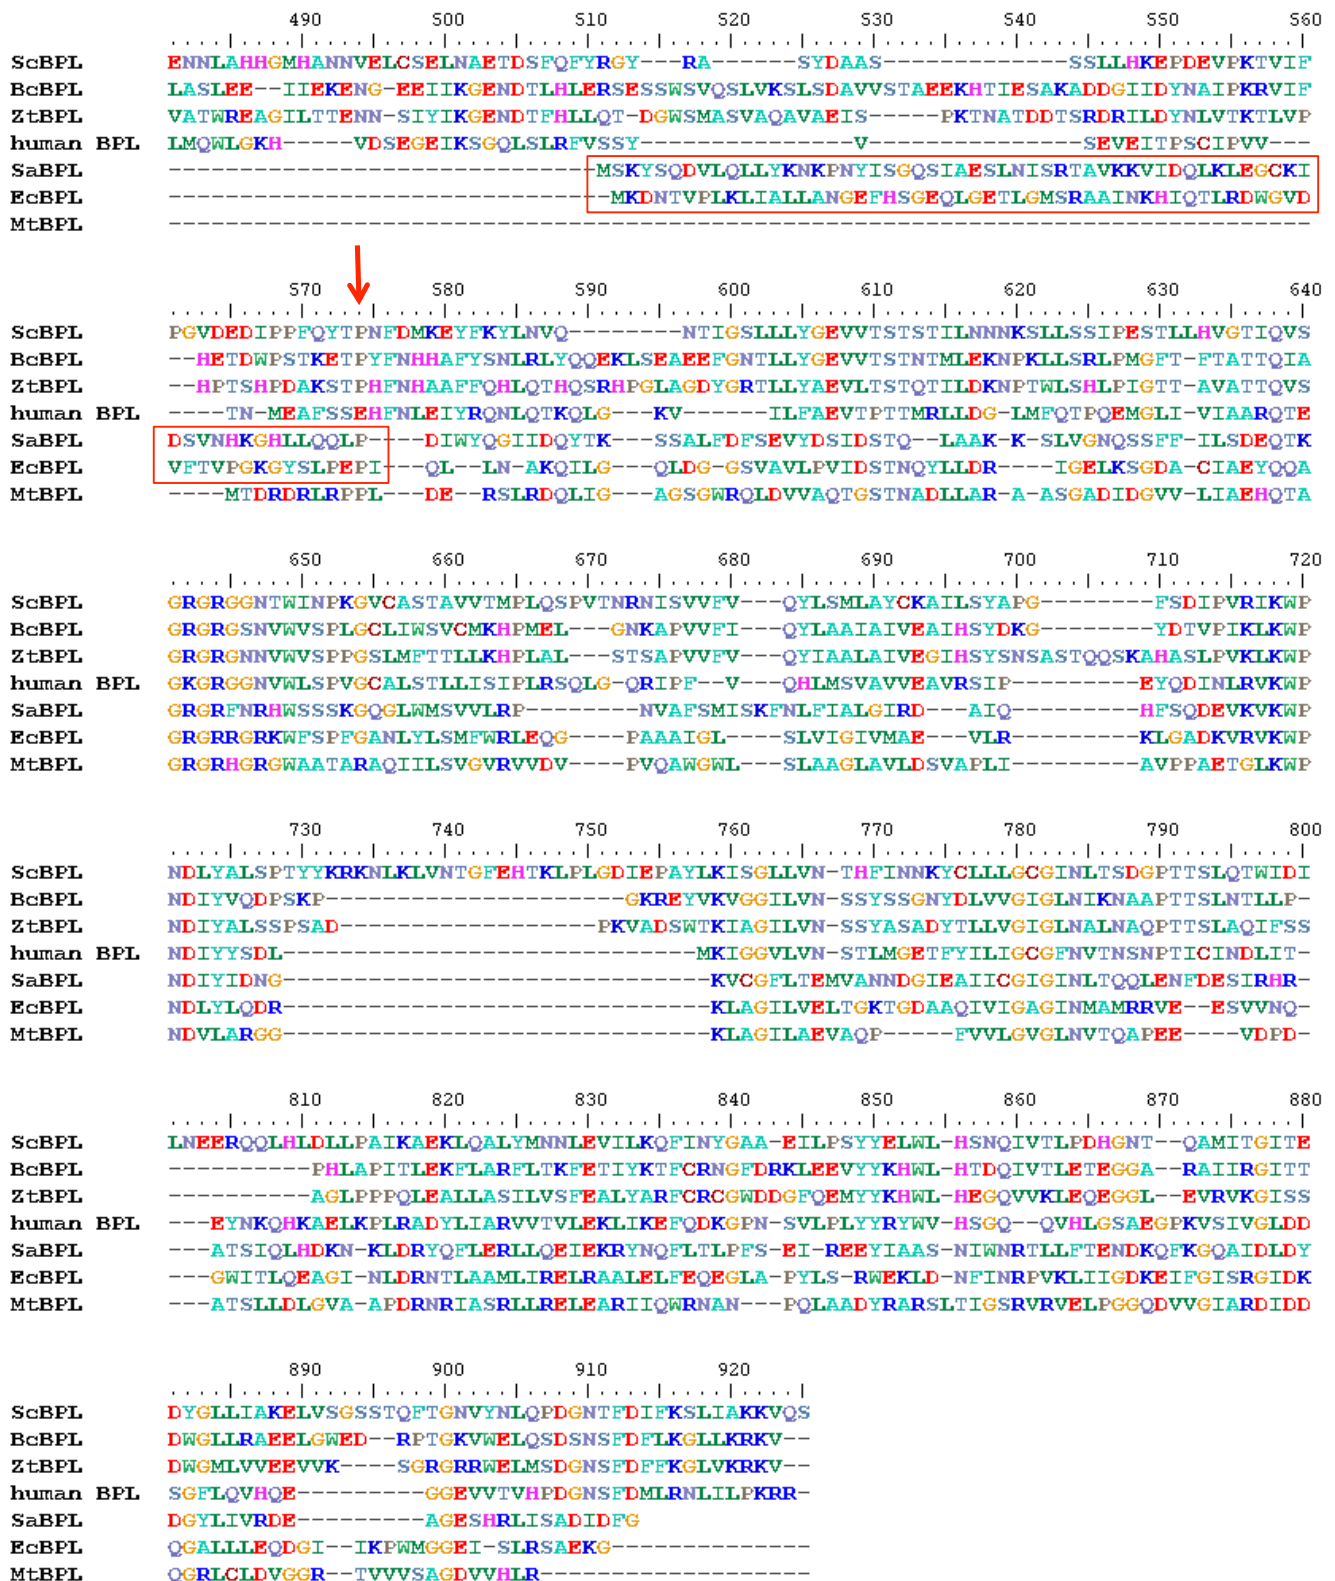 490 500 510 520 530 540 550 560
ScBPL ENNLAHHGMHANNVELCSELNAETDSFQFYRGY---RA-----SYDAAS-------------SSLLHKEPDEVPKTVIF
BcBPL LASLEE--IIEKENG-EEIIKGENDTLHLERSESSWSVQSLVKSLSDAVVSTAEEKHTIESAKADDGIIDYNAIPKRVIF
ZtBPL VATWREAGILTTENN-SIYIKGENDTFHLLQT-DGWSMASVAQAVAEIS-----PKTNATDDTSRDRILDYNLVTKTLVP
human BPL LMQWLGKH-----VDSEGEIKSGQLSLRFVSSY------------V------------SEVEITPSCIPVV---
SaBPL ------------------------------MSKYSQDVLQLLYKNKPNYISGQSIAESLNISRTAVKKVIDQLKLEGCKI
EcBPL -------------------------------MKDNTVPLKLIALLANGEFHSGEQLGETLGMSRAAINKHIQTLRDWGVD
MtBPL --------------------------------------------------------------------------------
570 580 590 600 610 620 630 640
ScBPL PGVDEDIPPFQYTPNFDMKEYFKYLNVQ--------NTIGSLLLYGEVVTSTSTILNNNKSLLSSIPESTLLHVGTIQVS
BcBPL --HETDWPSTKETPYFNHHAFYSNLRLYQQEKLSEAEEFGNTLLYGEVVTSTNTMLEKNPKLLSRLPMGFT-FTATTQIA
ZtBPL --HPTSHPDAKSTPHFNHAAFFQHLQTHQSRHPGLAGDYGRTLLYAEVLTSTQTILDKNPTWLSHLPIGTT-AVATTQVS
human BPL ----TN-MEAFSSEHFNLEIYRQNLQTKQLG---KV------ILFAEVTPTTMRLLDG-LMFQTPQEMGLI-VIAARQTE
SaBPL DSVNHKGHLLQQLP----DIWYQGIIDQYTK---SSALFDFSEVYDSIDSTQ---LAAK-K-SLVGNQSSFF-ILSDEQTK
EcBPL VFTVPGKGYSLPEPI---QL--LN-AKQILG---QLDG-GSVAVLPVIDSTNQYLLDR----IGELKSGDA-CIAEYQQA
MtBPL ----MTDRDRLRPPL---DE--RSLRDQLIG---AGSGWRQLDVVAQTGSTNADLLAR-A-ASGADIDGVV-LIAEHQTA
650 660 670 680 690 700 710 720
ScBPL GRGRGGNTWINPKGVCASTAVVTMPLQSPVTNRNISVVFV---QYLSMLAYCKAILSYAPG--------FSDIPVRIKWP
BcBPL GRGRGSNVWVSPLGCLIWSVCMKHPMEL---GNKAPVVFI---QYLAAIAIVEAIHSYDKG--------YDTVPIKLKWP
ZtBPL GRGRGNNVWVSPPGSLMFTTLLKHPLAL---STSAPVVFV---QYIAALAIVEGIHSYSNSASTQQSKAHASLPVKLKWP
human BPL GKGRGGNVWLSPVGCALSTLLISIPLRSQLG-QRIPF--V---QHLMSVAVVEAVRSIP---------EYQDINLRVKWP
SaBPL GRGRFNRHWSSSKGQGLWMSVVLRP--------NVAFSMISKFNLFIALGIRD---AIQ---------HFSQDEVKVKWP
EcBPL GRGRRGRKWFSPFGANLYLSMFWRLEQG----PAAAIGL----SLVIGIVMAE---VLR---------KLGADKVRVKWP
MtBPL GRGRHGRGWAATARAQIILSVGVRVVDV----PVQAWGWL---SLAAGLAVLDSVAPLI---------AVPPAETGLKWP
730 740 750 760 770 780 790 800
ScBPL NDLYALSPTYYKRKNLKLVNTGFEHTKLPLGDIEPAYLKISGLLVN-THFINNKYCLLLGCGINLTSDGPTTSLQTWIDI
BcBPL NDIYVQDPSKP---------------------GKREYVKVGGILVN-SSYSSGNYDLVVGIGLNIKNAAPTTSLNTLLP-
ZtBPL NDIYALSSPSAD------------------PKVADSWTKIAGILVN-SSYASADYTLVVGIGLNALNAQPTTSLAQIFSS
human BPL NDIYYSDL-----------------------------MKIGGVLVN-STLMGETFYILIGCGFNVTNSNPTICINDLIT-
SaBPL NDIYIDNG------------------------------KVCGFLTEMVANNDGIEAIICGIGINLTQQLENFDESIRHR-
EcBPL NDLYLQDR------------------------------KLAGILVELTGKTGDAAQIVIGAGINMAMRRVE--ESVVNQ-
MtBPL NDVLARGG------------------------------KLAGILAEVAQP-----FVVLGVGLNVTQAPEE----VDPD-
810 820 830 840 850 860 870 880
ScBPL LNEERQQLHLDLLPAIKAEKLQALYMNNLEVILKQFINYGAA-EILPSYYELWL-HSNQIVTLPDHGNT--QAMITGITE
BcBPL ----------PHLAPITLEKFLARFLTKFETIYKTFCRNGFDRKLEEVYYKHWL-HTDQIVTLETEGGA--RAIIRGITT
ZtBPL ----------AGLPPPQLEALLASILVSFEALYARFCRCGWDDGFQEMYYKHWL-HEGQVVKLEQEGGL--EVRVKGISS
human BPL ---EYNKQHKAELKPLRADYLIARVVTVLEKLIKEFQDKGPN-SVLPLYYRYWV-HSGQ--QVHLGSAEGPKVSIVGLDD
SaBPL ---ATSIQLHDKN-KLDRYQFLERLLQEIEKRYNQFLTLPFS-EI-REEYIAAS-NIWNRTLLFTENDKQFKGQAIDLDY
EcBPL ---GWITLQEAGI-NLDRNTLAAMLIRELRAALELFEQEGLA-PYLS-RWEKLD-NFINRPVKLIIGDKEIFGISRGIDK
MtBPL ---ATSLLDLGVA-APDRNRIASRLLRELEARIIQWRNAN---PQLAADYRARSLTIGSRVRVELPGGQDVVGIARDIDD
890 900 910 920
ScBPL DYGLLIAKELVSGSSTQFTGNVYNLQPDGNTFDIFKSLIAKKVQS
BcBPL DWGLLRAEELGWED--RPTGKVWELQSDSNSFDFLKGLLKRKV--
ZtBPL DWGMLVVEEVVK----SGRGRRWELMSDGNSFDFFKGLVKRKV--
human BPL SGFLQVHQE---------GGEVVTVHPDGNSFDMLRNLILPKRR-
SaBPL DGYLIVRDE---------AGESHRLISADIDFG
EcBPL QGALLLEQDGI--IKPWMGGEI-SLRSAEKG--------------
MtBPL QGRLCLDVGGR--TVVVSAGDVVHLR-------------------